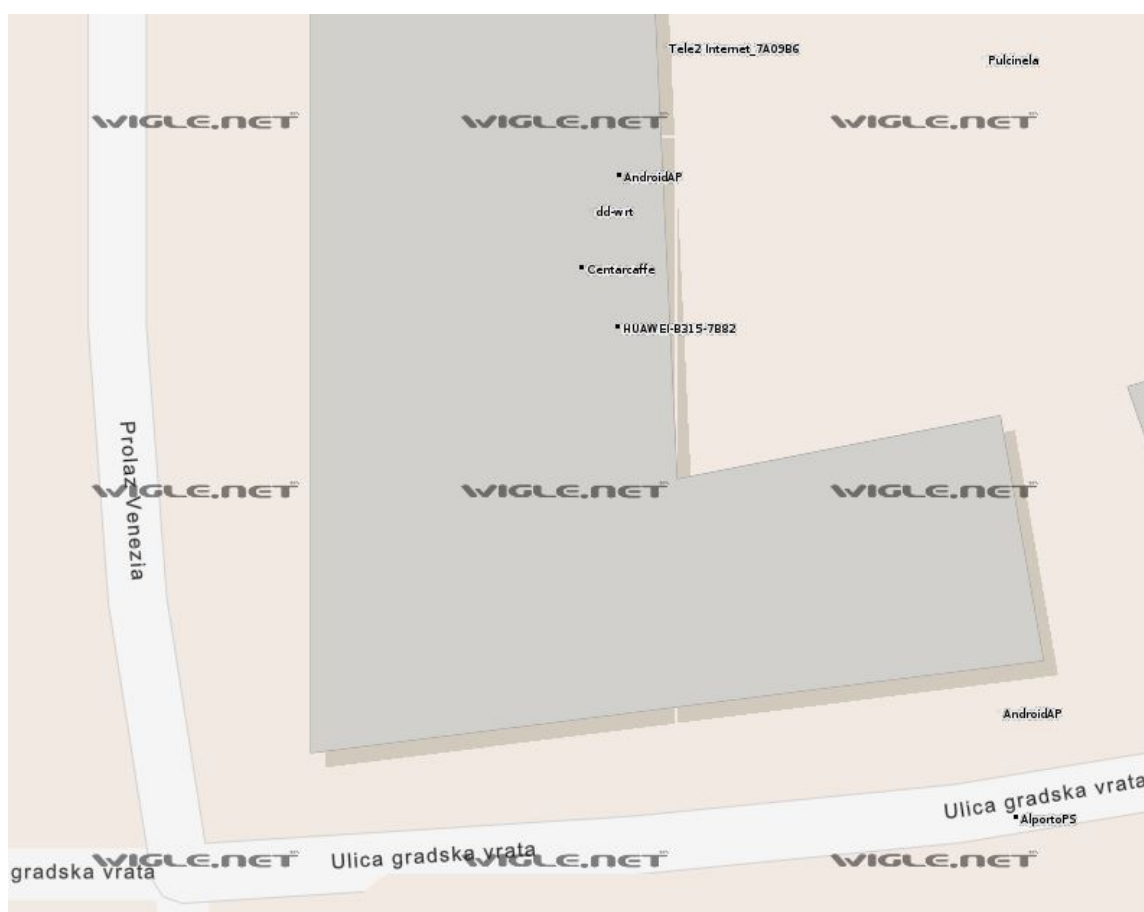 Tele2 Internet_7A09B6
Pulcinela
WIGLE.NET WIGLE.NET WIGLE.NET
AndroidAP
dd-wrt
Centarcaffe
HUAWEI-B315-7B82
Prolaz Venezia
WIGLE.NET WIGLE.NET WIGLE.NET
AndroidAP
Ulica gradska vrata
AlportoPS
Ulica gradska vrata
gradska vrata
WIGLE.NET WIGLE.NET WIGLE.NET